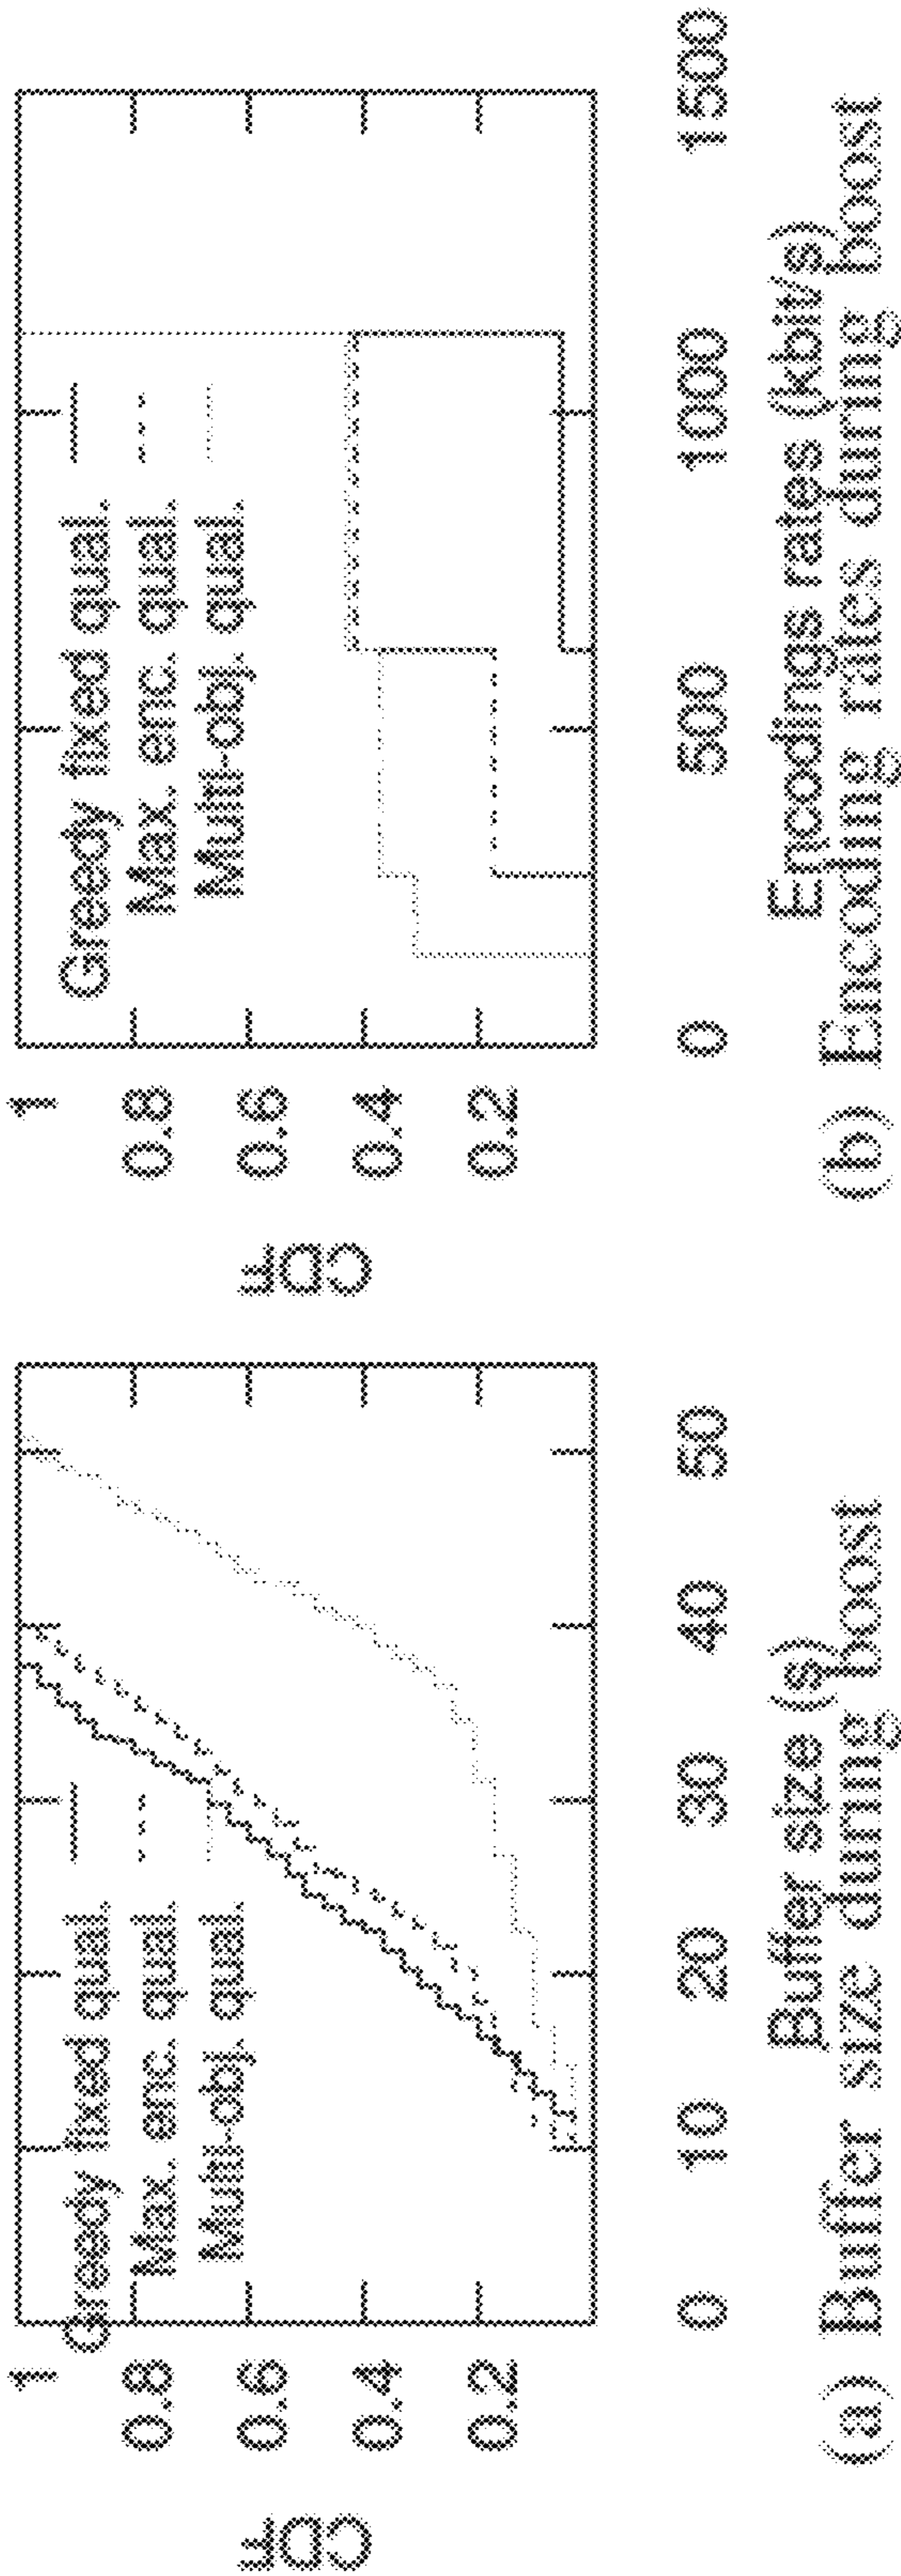 CDF
1
0.8
0.6
0.4
0.2
Greedy fixed qual.
Max. enc. qual.
Multi-obj. qual.
0 10 20 30 40 50
Buffer size (s)
(a) Buffer size during boost
CDF
1
0.8
0.6
0.4
0.2
Greedy fixed qual.
Max. enc. qual.
Multi-obj. qual.
0 500 1000 1500
Encodings rates (kbit/s)
(b) Encoding rates during boost